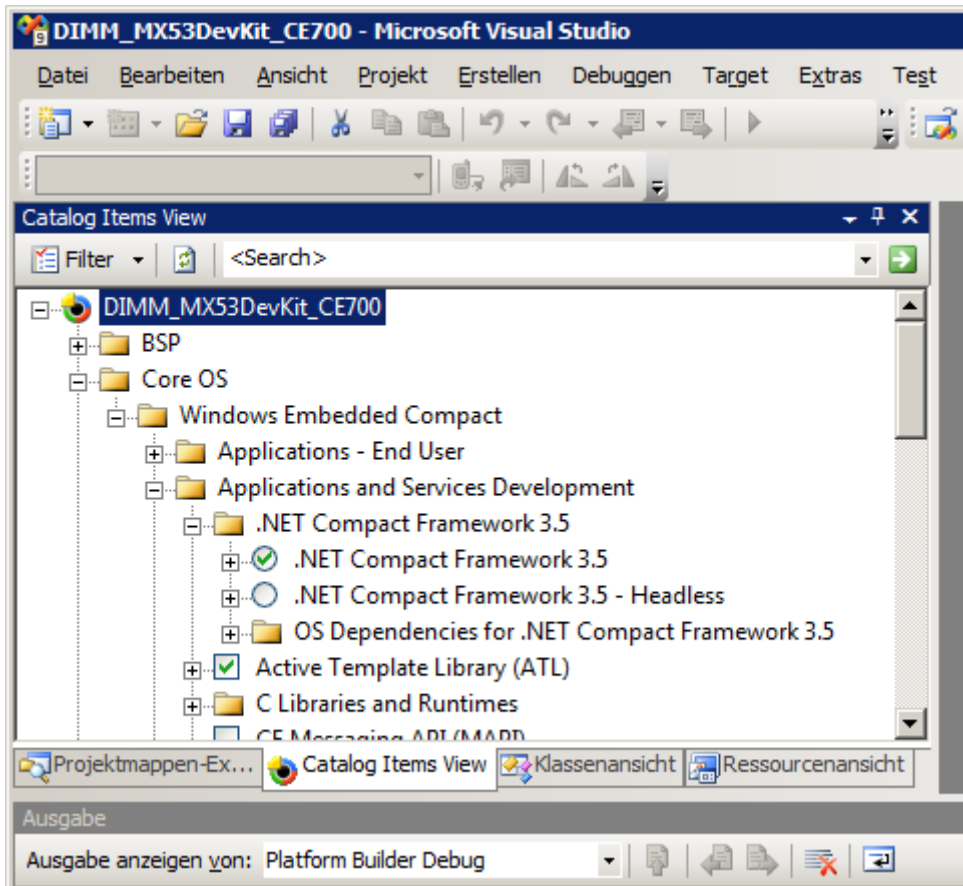 DIMM_MX53DevKit_CE700 - Microsoft Visual Studio
Datei Bearbeiten Ansicht Projekt Erstellen Debuggen Target Extras Test
Catalog Items View
Filter <Search>
DIMM_MX53DevKit_CE700
BSP
Core OS
Windows Embedded Compact
Applications - End User
Applications and Services Development
.NET Compact Framework 3.5
.NET Compact Framework 3.5
.NET Compact Framework 3.5 - Headless
OS Dependencies for .NET Compact Framework 3.5
Active Template Library (ATL)
C Libraries and Runtimes
CE Messaging API (MAPI)
Projektmappen-Ex... Catalog Items View Klassenansicht Ressourcenansicht
Ausgabe
Ausgabe anzeigen von: Platform Builder Debug